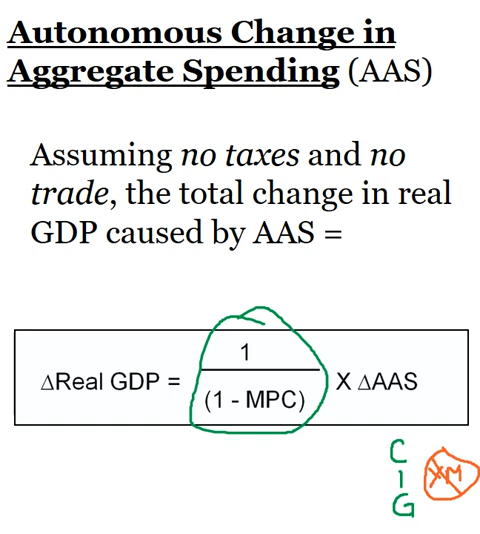 Autonomous Change in
Aggregate Spending (AAS)
Assuming no taxes and no
trade, the total change in real
GDP caused by AAS =
1
ΔReal GDP = X ΔAAS
(1 - MPC)
C
I XM
G